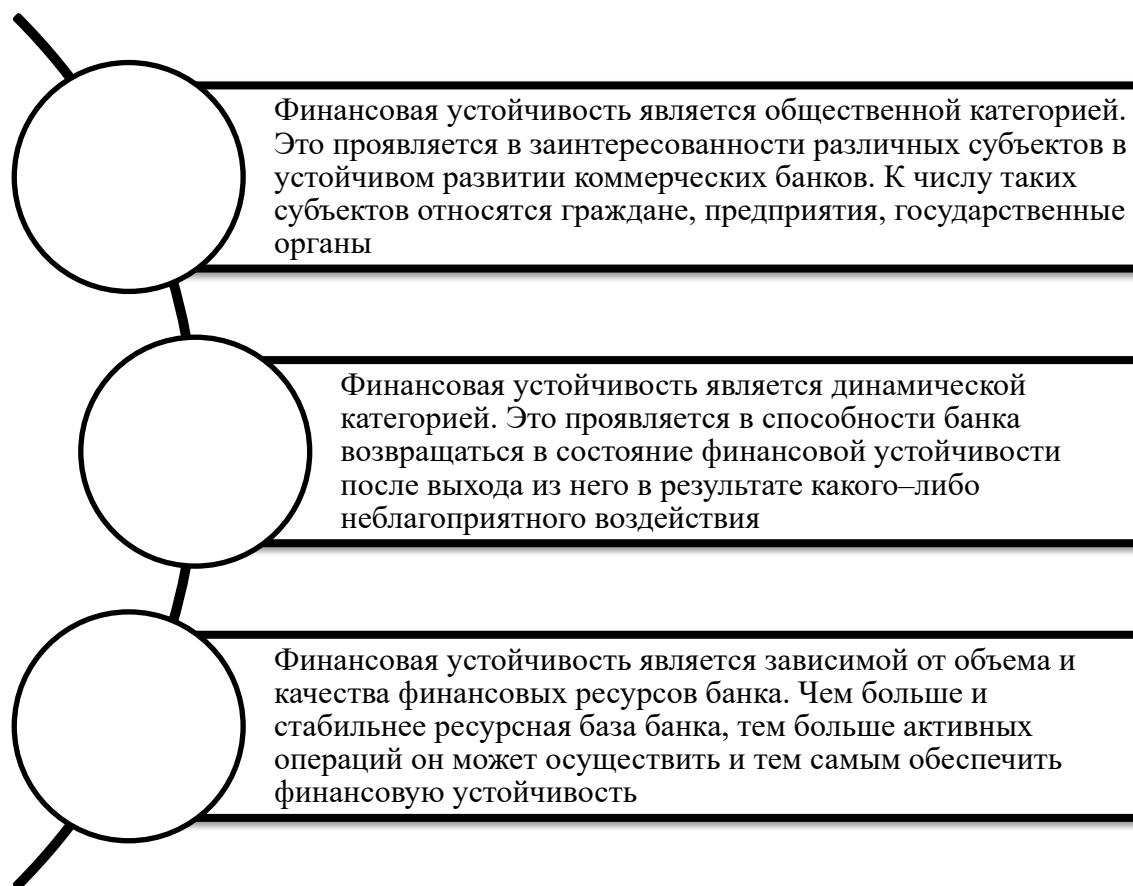 Финансовая устойчивость является общественной категорией.
Это проявляется в заинтересованности различных субъектов в
устойчивом развитии коммерческих банков. К числу таких
субъектов относятся граждане, предприятия, государственные
органы
Финансовая устойчивость является динамической
категорией. Это проявляется в способности банка
возвращаться в состояние финансовой устойчивости
после выхода из него в результате какого–либо
неблагоприятного воздействия
Финансовая устойчивость является зависимой от объема и
качества финансовых ресурсов банка. Чем больше и
стабильнее ресурсная база банка, тем больше активных
операций он может осуществить и тем самым обеспечить
финансовую устойчивость